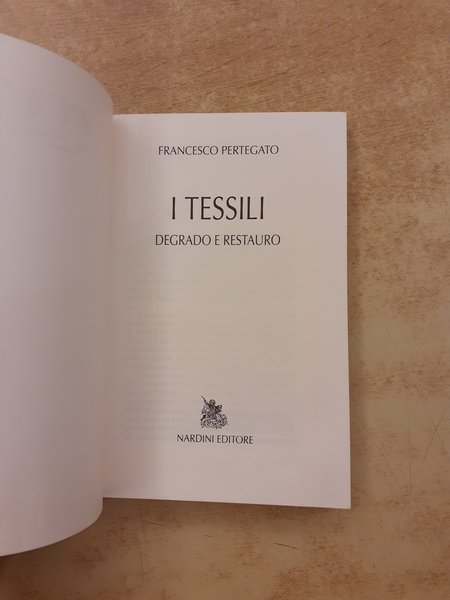 FRANCESCO PERTEGATO
I TESSILI
DEGRADO E RESTAURO
NARDINI EDITORE